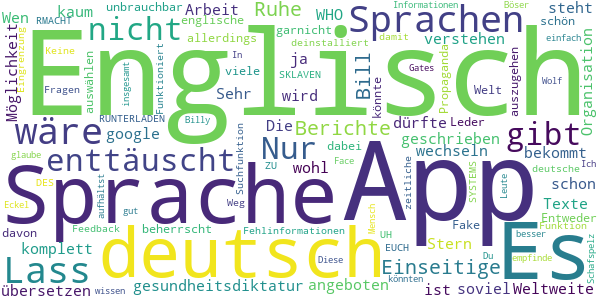 Wen kaum unbrauchbar Arbeit Ruhe WHO Sprachen steht Informationen Böser
RMACHT allerdings englische garnicht deinstalliert verstehen schön damit einfach
Möglichkeit Keine Eingrenzung auswählen nicht Sehr viele ja wird Bill könnte Gates Propaganda Welt auszugehen Organisation
Englisch
insgesamt Funktioniert Fragen In SKLAVEN Wolf
wäre RUNTERLADEN Billy Die Berichte dürfte Leder gibt
google Suchfunktion Nur geschrieben
enttäuscht ZU dabei wohl wechseln bekommt Ich
glaube DES Weg Face zeitliche schon SYSTEMS Leute deutsche
Sprache App Es
Eckel aufhältst gut Texte Entweder Funktion
davon Feedback beherrscht Fehlinformationen Stern Fake besser
komplett deutsch Diese UH EUCH Du empfinde
Lass Mensch Einseitige Schafspelz
übersetzen wissen gesundheitsdiktatur angeboten könnten ist soviel Weltweite